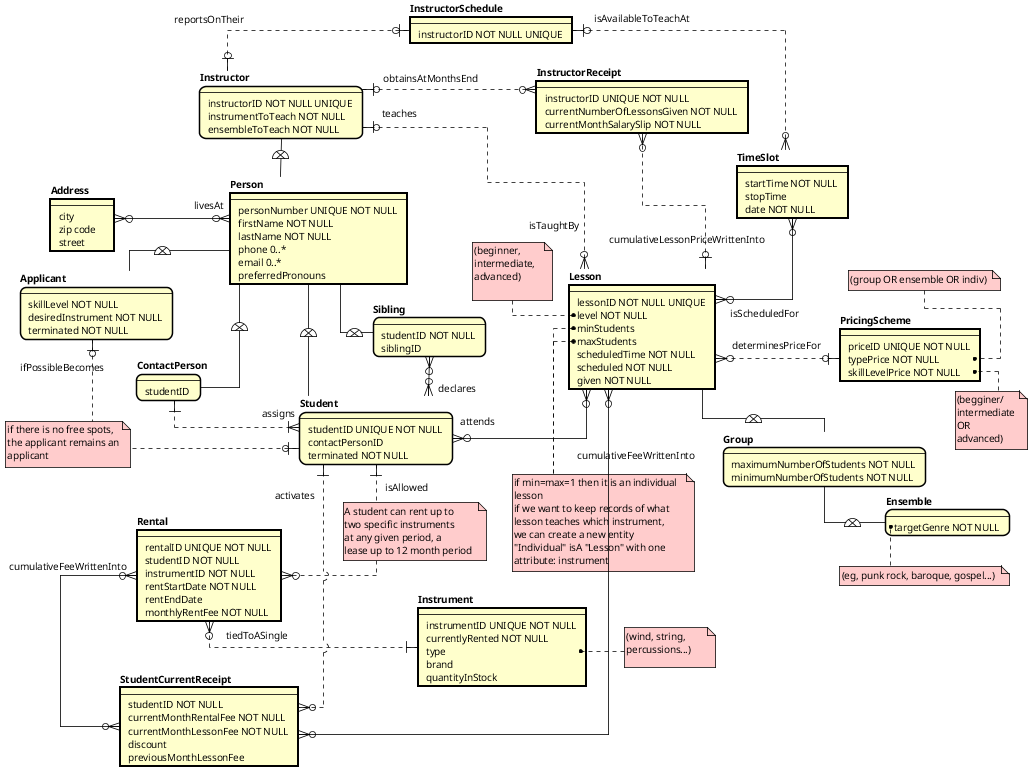 InstructorSchedule
instructorID NOT NULL UNIQUE
reportsOnTheir
isAvailableToTeachAt
Instructor
instructorID NOT NULL UNIQUE
instrumentToTeach NOT NULL
ensembleToTeach NOT NULL
obtainsAtMonthsEnd
teaches
InstructorReceipt
instructorID UNIQUE NOT NULL
currentNumberOfLessonsGiven NOT NULL
currentMonthSalarySlip NOT NULL
TimeSlot
startTime NOT NULL
stopTime
date NOT NULL
Address
city
zip code
street
livesAt
Person
personNumber UNIQUE NOT NULL
firstName NOT NULL
lastName NOT NULL
phone 0..*
email 0..*
preferredPronouns
isTaughtBy
cumulativeLessonPriceWrittenInto
(beginner,
intermediate,
advanced)
Applicant
skillLevel NOT NULL
desiredInstrument NOT NULL
terminated NOT NULL
Lesson
lessonID NOT NULL UNIQUE
level NOT NULL
minStudents
maxStudents
scheduledTime NOT NULL
scheduled NOT NULL
given NOT NULL
isScheduledFor
(group OR ensemble OR indiv)
determinesPriceFor
PricingScheme
priceID UNIQUE NOT NULL
typePrice NOT NULL
skillLevelPrice NOT NULL
(begginer/
intermediate
OR
advanced)
Sibling
studentID NOT NULL
siblingID
declares
ifPossibleBecomes
ContactPerson
studentID
assigns
Student
studentID UNIQUE NOT NULL
contactPersonID
terminated NOT NULL
attends
if there is no free spots,
the applicant remains an
applicant
cumulativeFeeWrittenInto
Group
maximumNumberOfStudents NOT NULL
minimumNumberOfStudents NOT NULL
activates
isAllowed
A student can rent up to
two specific instruments
at any given period, a
lease up to 12 month period
if min=max=1 then it is an individual
lesson
if we want to keep records of what
lesson teaches which instrument,
we can create a new entity
"Individual" isA "Lesson" with one
attribute: instrument
Ensemble
targetGenre NOT NULL
(eg, punk rock, baroque, gospel...)
Rental
rentalID UNIQUE NOT NULL
studentID NOT NULL
instrumentID NOT NULL
rentStartDate NOT NULL
rentEndDate
monthlyRentFee NOT NULL
cumulativeFeeWrittenInto
tiedToASingle
Instrument
instrumentID UNIQUE NOT NULL
currentlyRented NOT NULL
type
brand
quantityInStock
(wind, string,
percussions...)
StudentCurrentReceipt
studentID NOT NULL
currentMonthRentalFee NOT NULL
currentMonthLessonFee NOT NULL
discount
previousMonthLessonFee